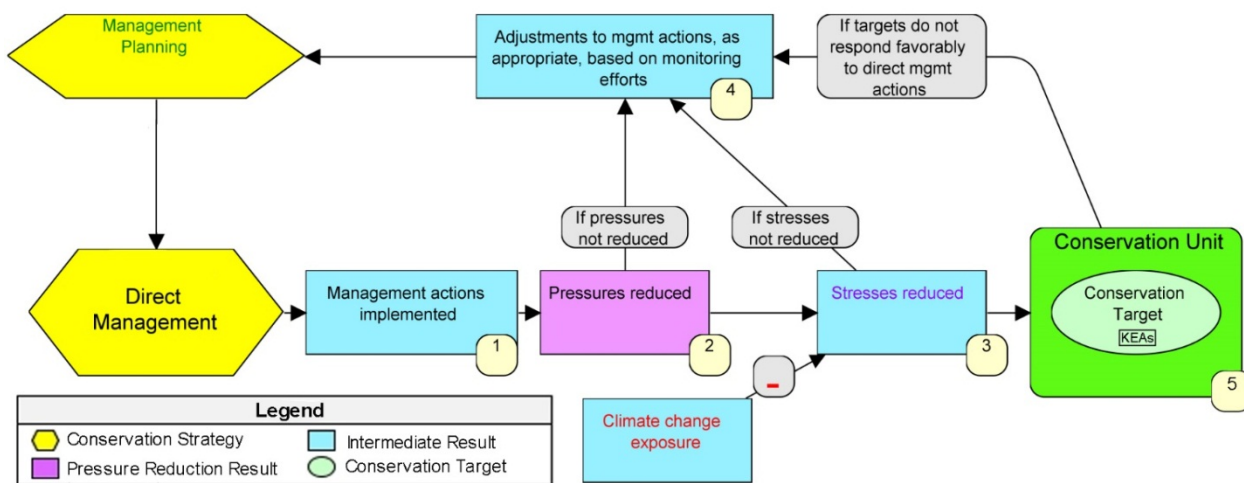 Management
Planning
Adjustments to mgmt actions, as
appropriate, based on monitoring
efforts
4
If targets do not
respond favorably
to direct mgmt
actions
If pressures
not reduced
If stresses
not reduced
Direct
Management
Management actions
implemented
1
Pressures reduced
2
Stresses reduced
3
Conservation Unit
Conservation
Target
KEAs
5
–
Climate change
exposure
Legend
Conservation Strategy
Intermediate Result
Pressure Reduction Result
Conservation Target